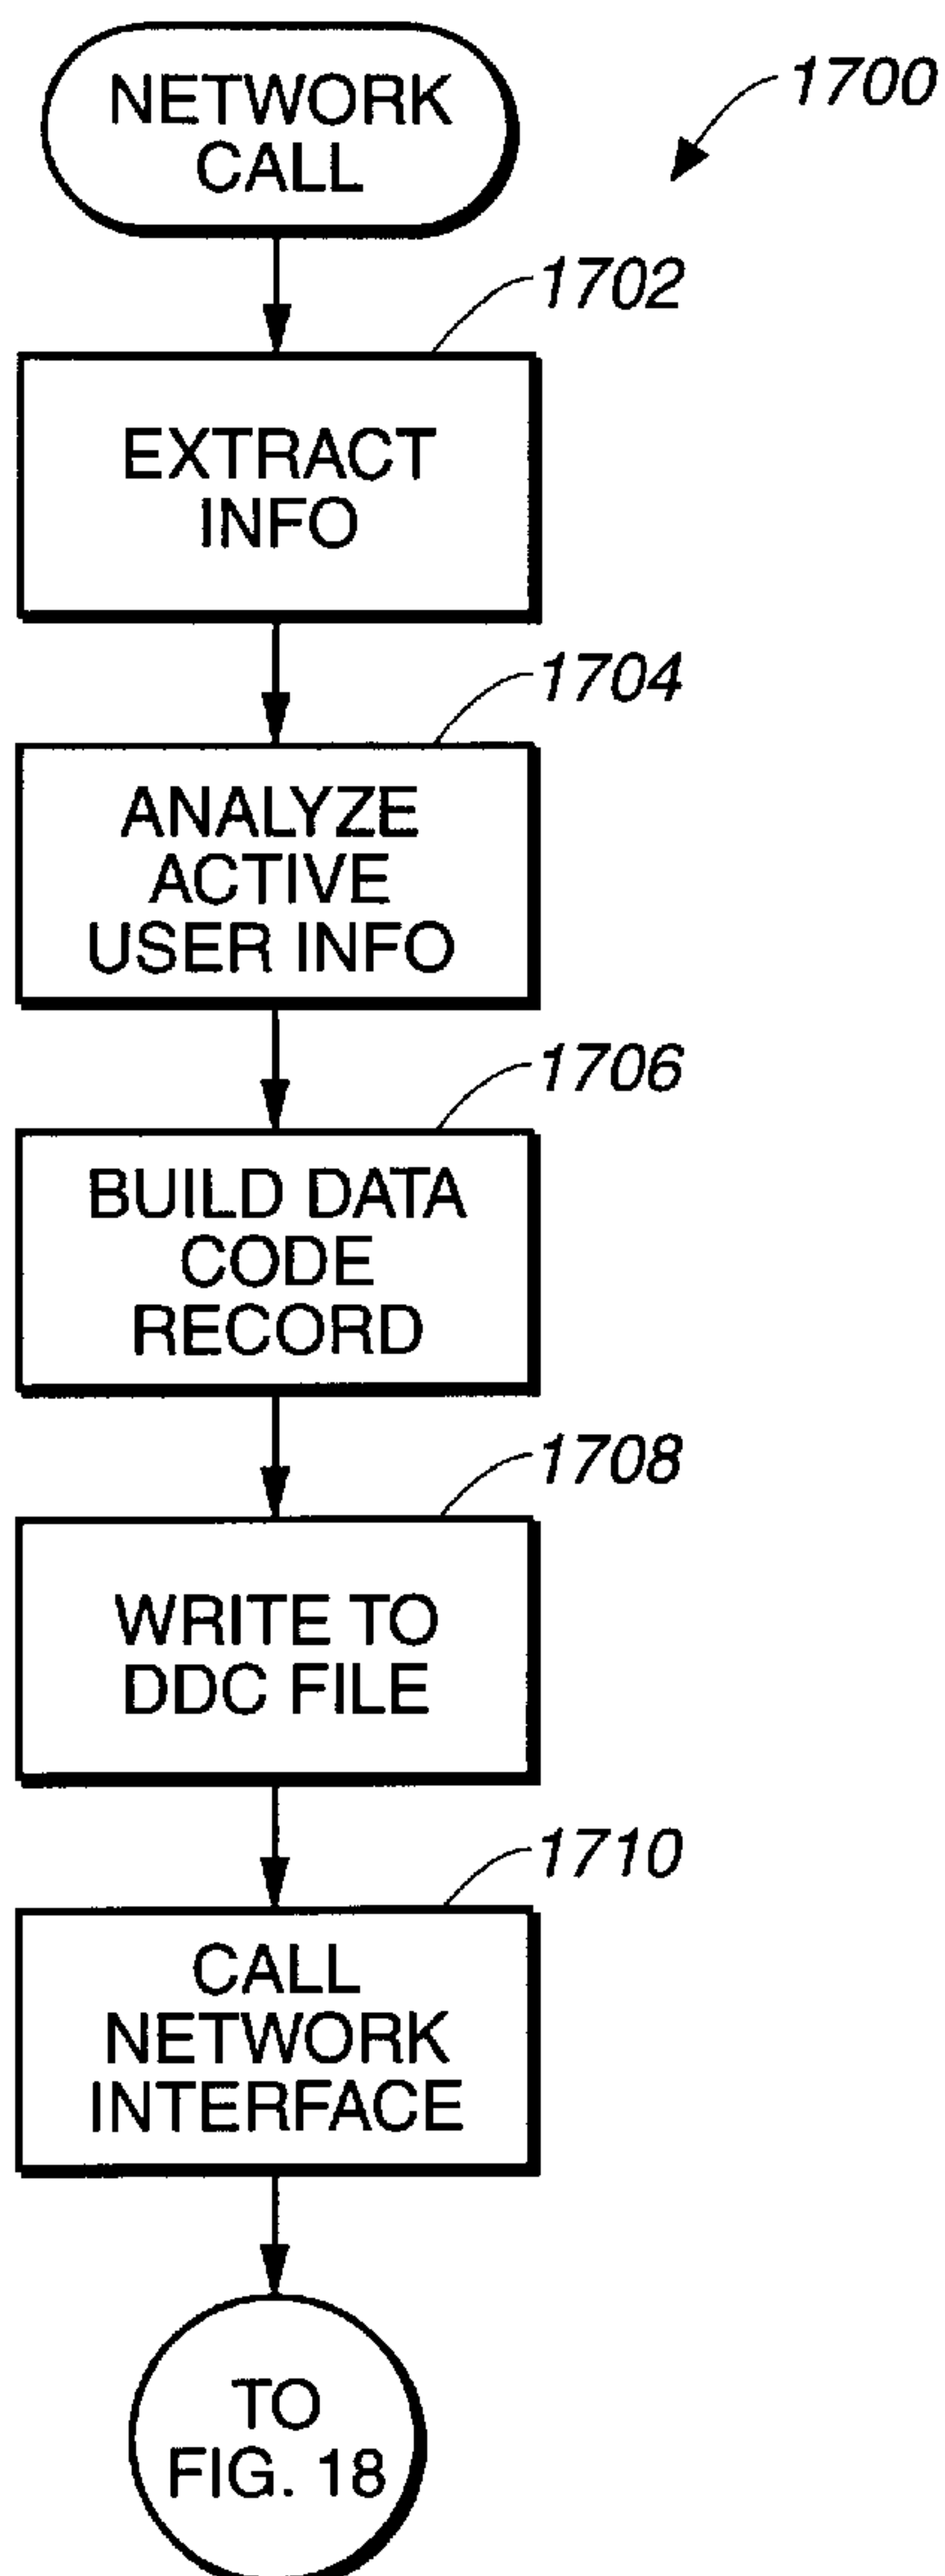 NETWORK
CALL
1700
1702
EXTRACT
INFO
1704
ANALYZE
ACTIVE
USER INFO
1706
BUILD DATA
CODE
RECORD
1708
WRITE TO
DDC FILE
1710
CALL
NETWORK
INTERFACE
TO
FIG. 18